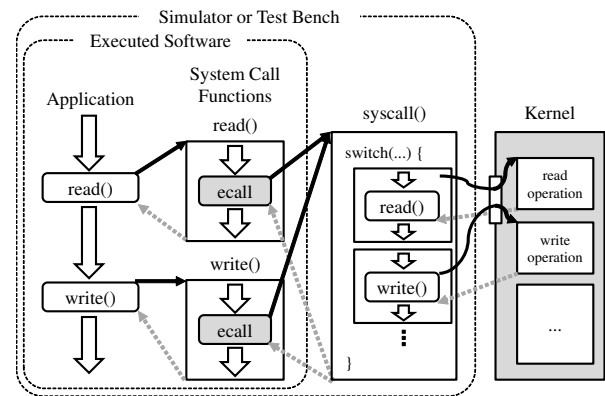 Simulator or Test Bench
Executed Software
Application
System Call
Functions
read()
ecall
read()
write()
ecall
write()
syscall()
switch(...) {
read()
write()
}
Kernel
read
operation
write
operation
...